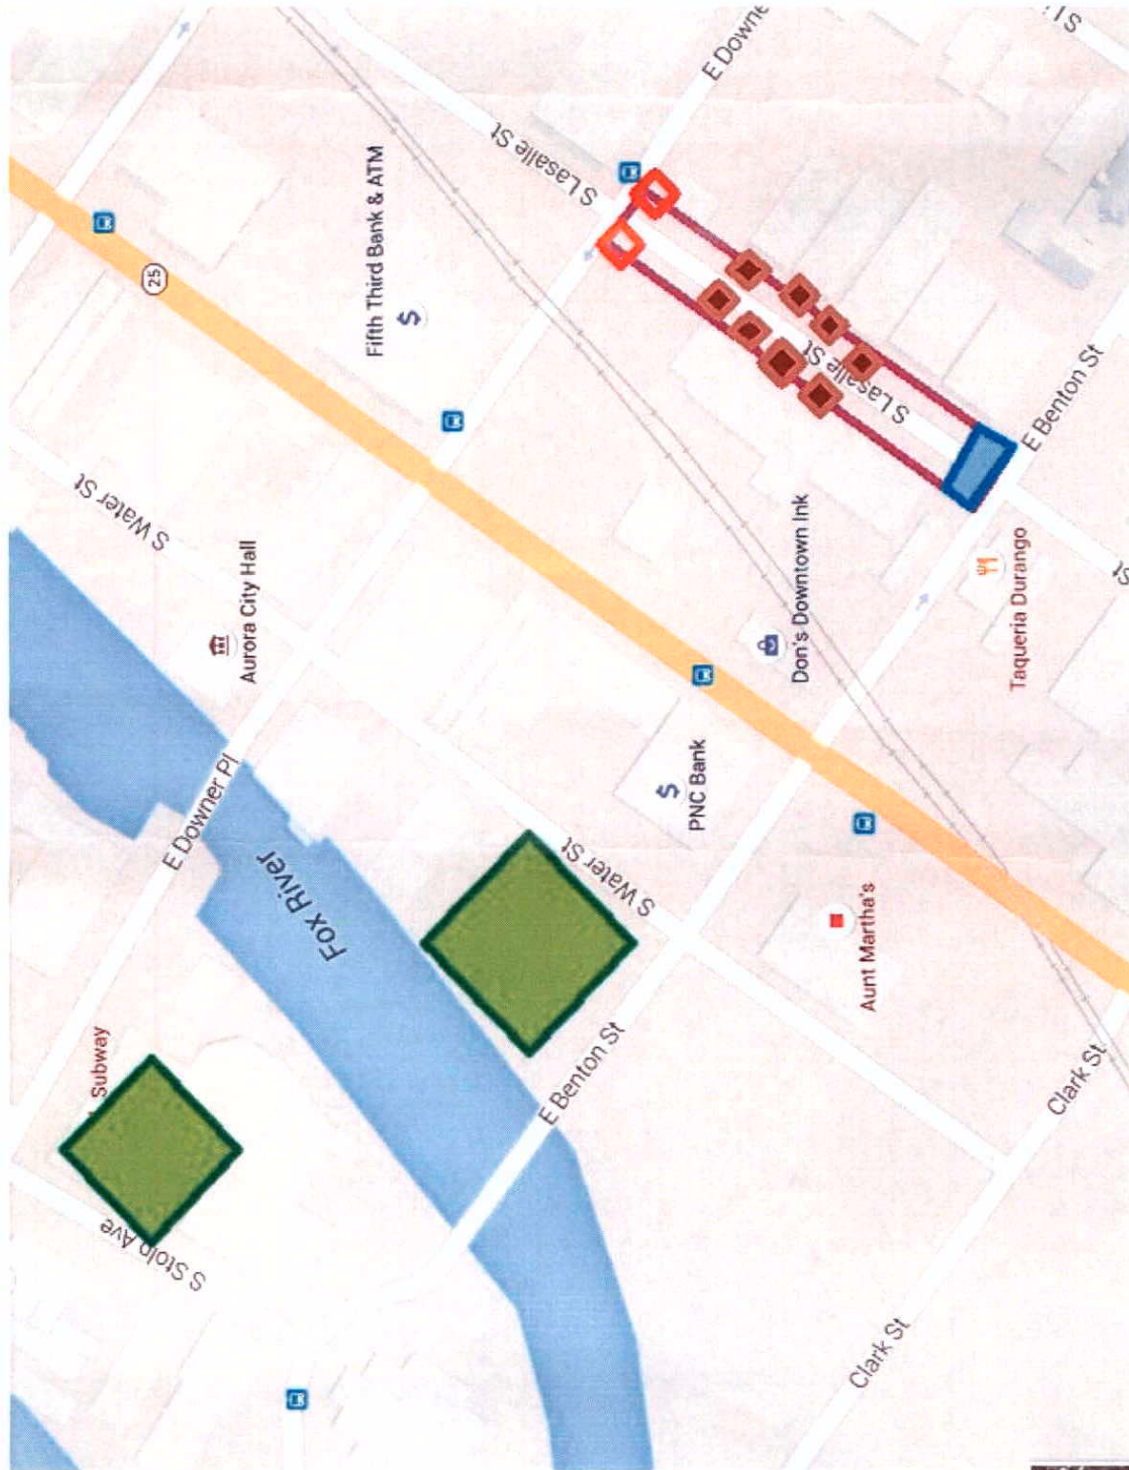 E Downe
S Li
S Lasalle St
Fifth Third Bank & ATM
$
25
S Water St
S Lasalle St
E Benton St
Aurora City Hall
Don's Downtown Ink
Taqueria Durango
St
E Downer Pl
Fox River
PNC Bank
$
S Water St
Aunt Martha's
Subway
E Benton St
Clark St
S Stolp Ave
Clark St